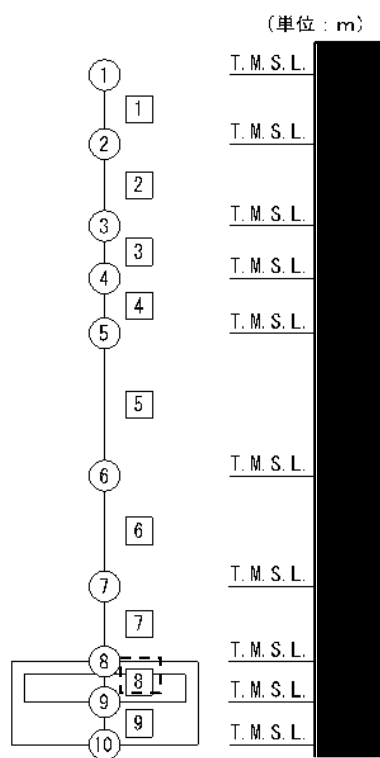 (単位：m)
① T.M.S.L.
1
② T.M.S.L.
2
③ T.M.S.L.
3
④ T.M.S.L.
4
⑤ T.M.S.L.
5
⑥ T.M.S.L.
6
⑦ T.M.S.L.
7
⑧ T.M.S.L.
8
⑨ T.M.S.L.
9
⑩ T.M.S.L.